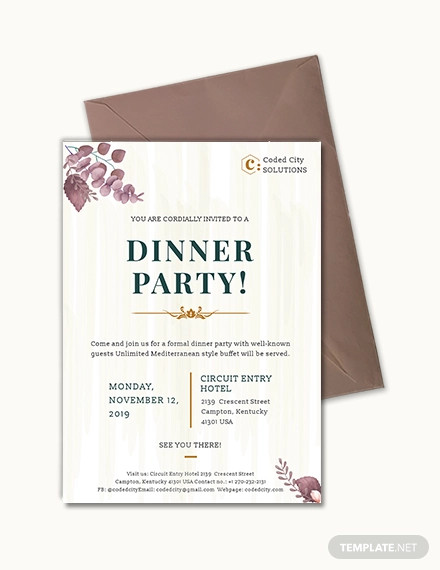 Coded City
SOLUTIONS
YOU ARE CORDIALLY INVITED TO A
DINNER
PARTY!
Come and join us for a formal dinner party with well-known
guests Unlimited Mediterranean style buffet will be served.
MONDAY,
NOVEMBER 12,
2019
CIRCUIT ENTRY
HOTEL
2139 Crescent Street
Campton, Kentucky
41301 USA
SEE YOU THERE!
Visit us: Circuit Entry Hotel 2139 Crescent Street
Campton, Kentucky 41301 USA Contact no.: +1 270-232-2131
FB: @codedcityEmail: codedcity@gmail.com Webpage: codedcity.com
TEMPLATE.NET